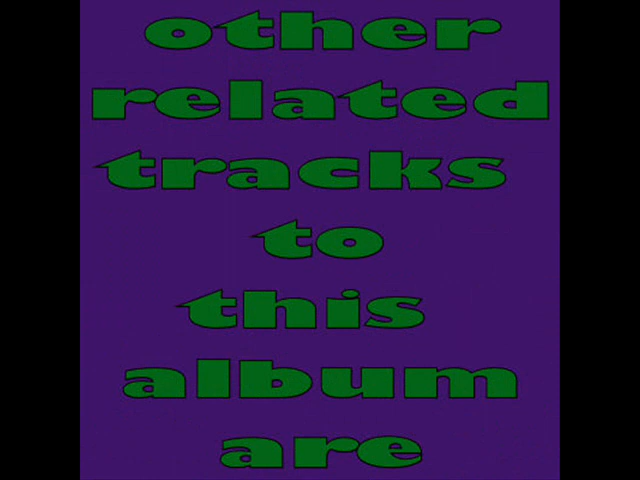 other
related
tracks
to
this
album
are